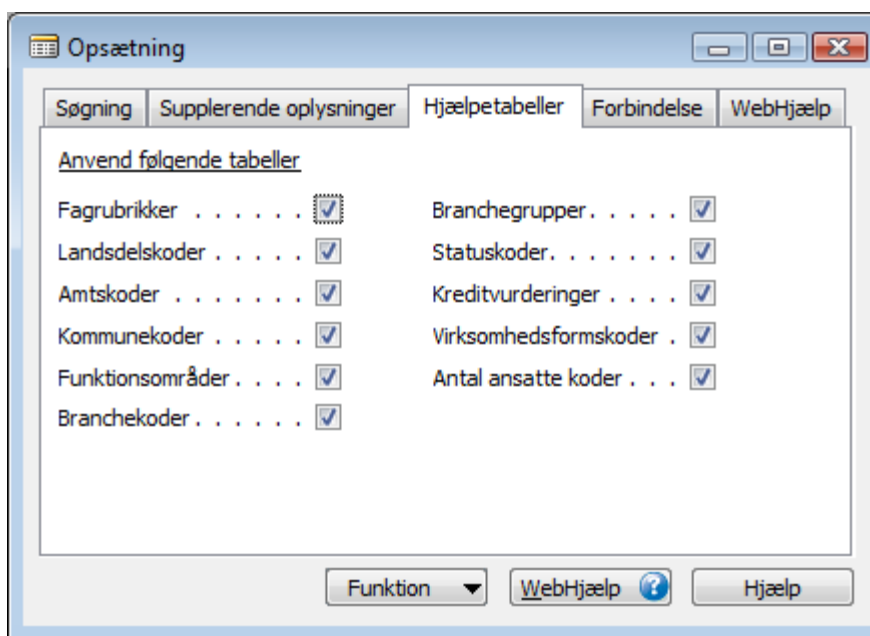 Opsætning
Søgning Supplerende oplysninger Hjælpetabeller Forbindelse WebHjælp
Anvend følgende tabeller
Fagrubrikker . . . . . . Branchegrupper. . . . .
Landsdelskoder . . . . . Statuskoder. . . . . . .
Amtskoder . . . . . . . Kreditvurderinger . . . .
Kommunekoder . . . . . Virksomhedsformskoder .
Funktionsområder . . . . Antal ansatte koder . . .
Branchekoder . . . . . .
Funktion WebHjælp ? Hjælp